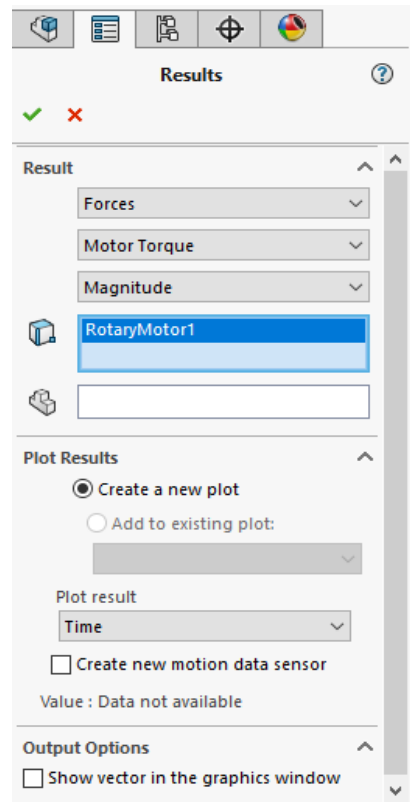 Results
Result
Forces
Motor Torque
Magnitude
RotaryMotor1
Plot Results
Create a new plot
Add to existing plot:
Plot result
Time
Create new motion data sensor
Value : Data not available
Output Options
Show vector in the graphics window